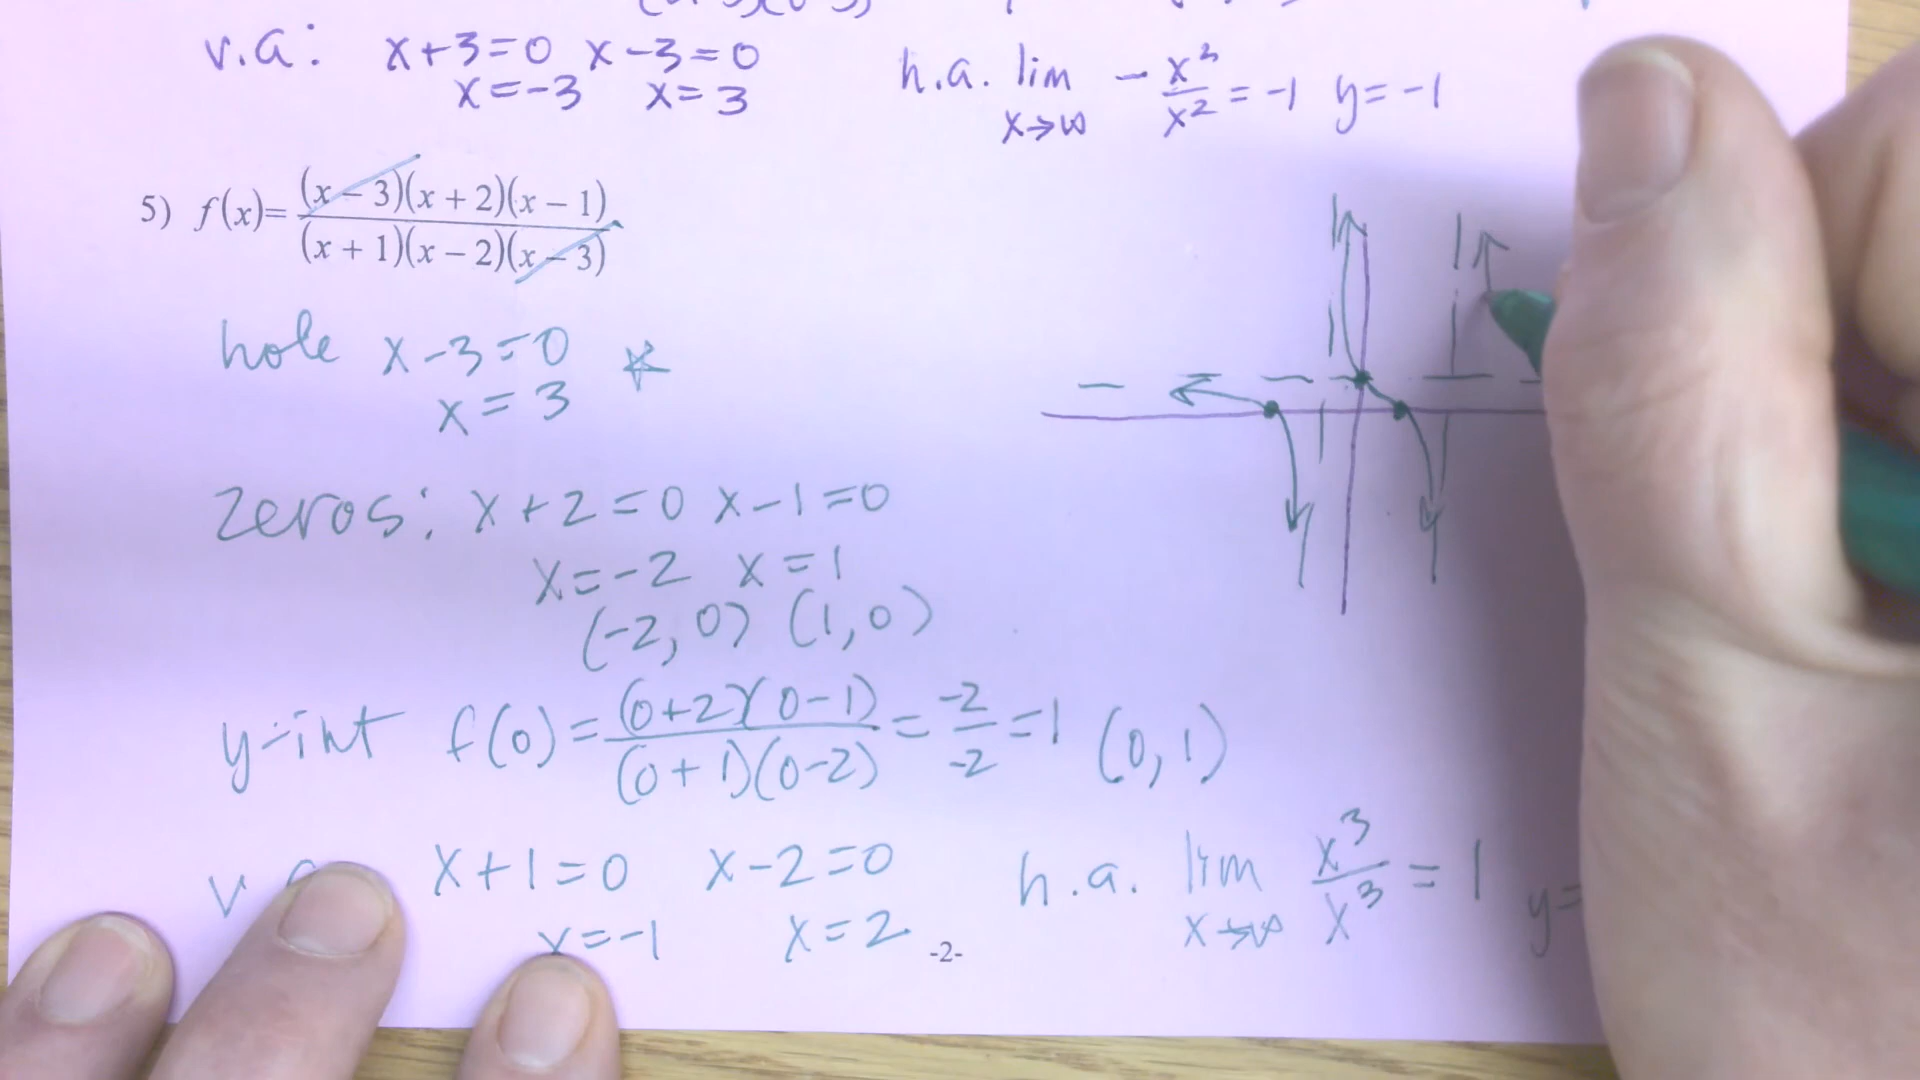 v.a: x+3=0 x-3=0
x=-3 x=3
h.a. lim x→∞ -x²/x² = -1 y=-1
5) f(x)= (x – 3)(x + 2)(x – 1) / (x + 1)(x – 2)(x – 3)
hole x-3=0
x=3
zeros: x+2=0 x-1=0
x=-2 x=1
(-2,0) (1,0)
y-int f(0)= (0+2)(0-1)/(0+1)(0-2) = -2/-2 =1 (0,1)
v x+1=0 x-2=0
x=-1 x=2
h.a. lim x→∞ x³/x³ = 1 y=
-2-